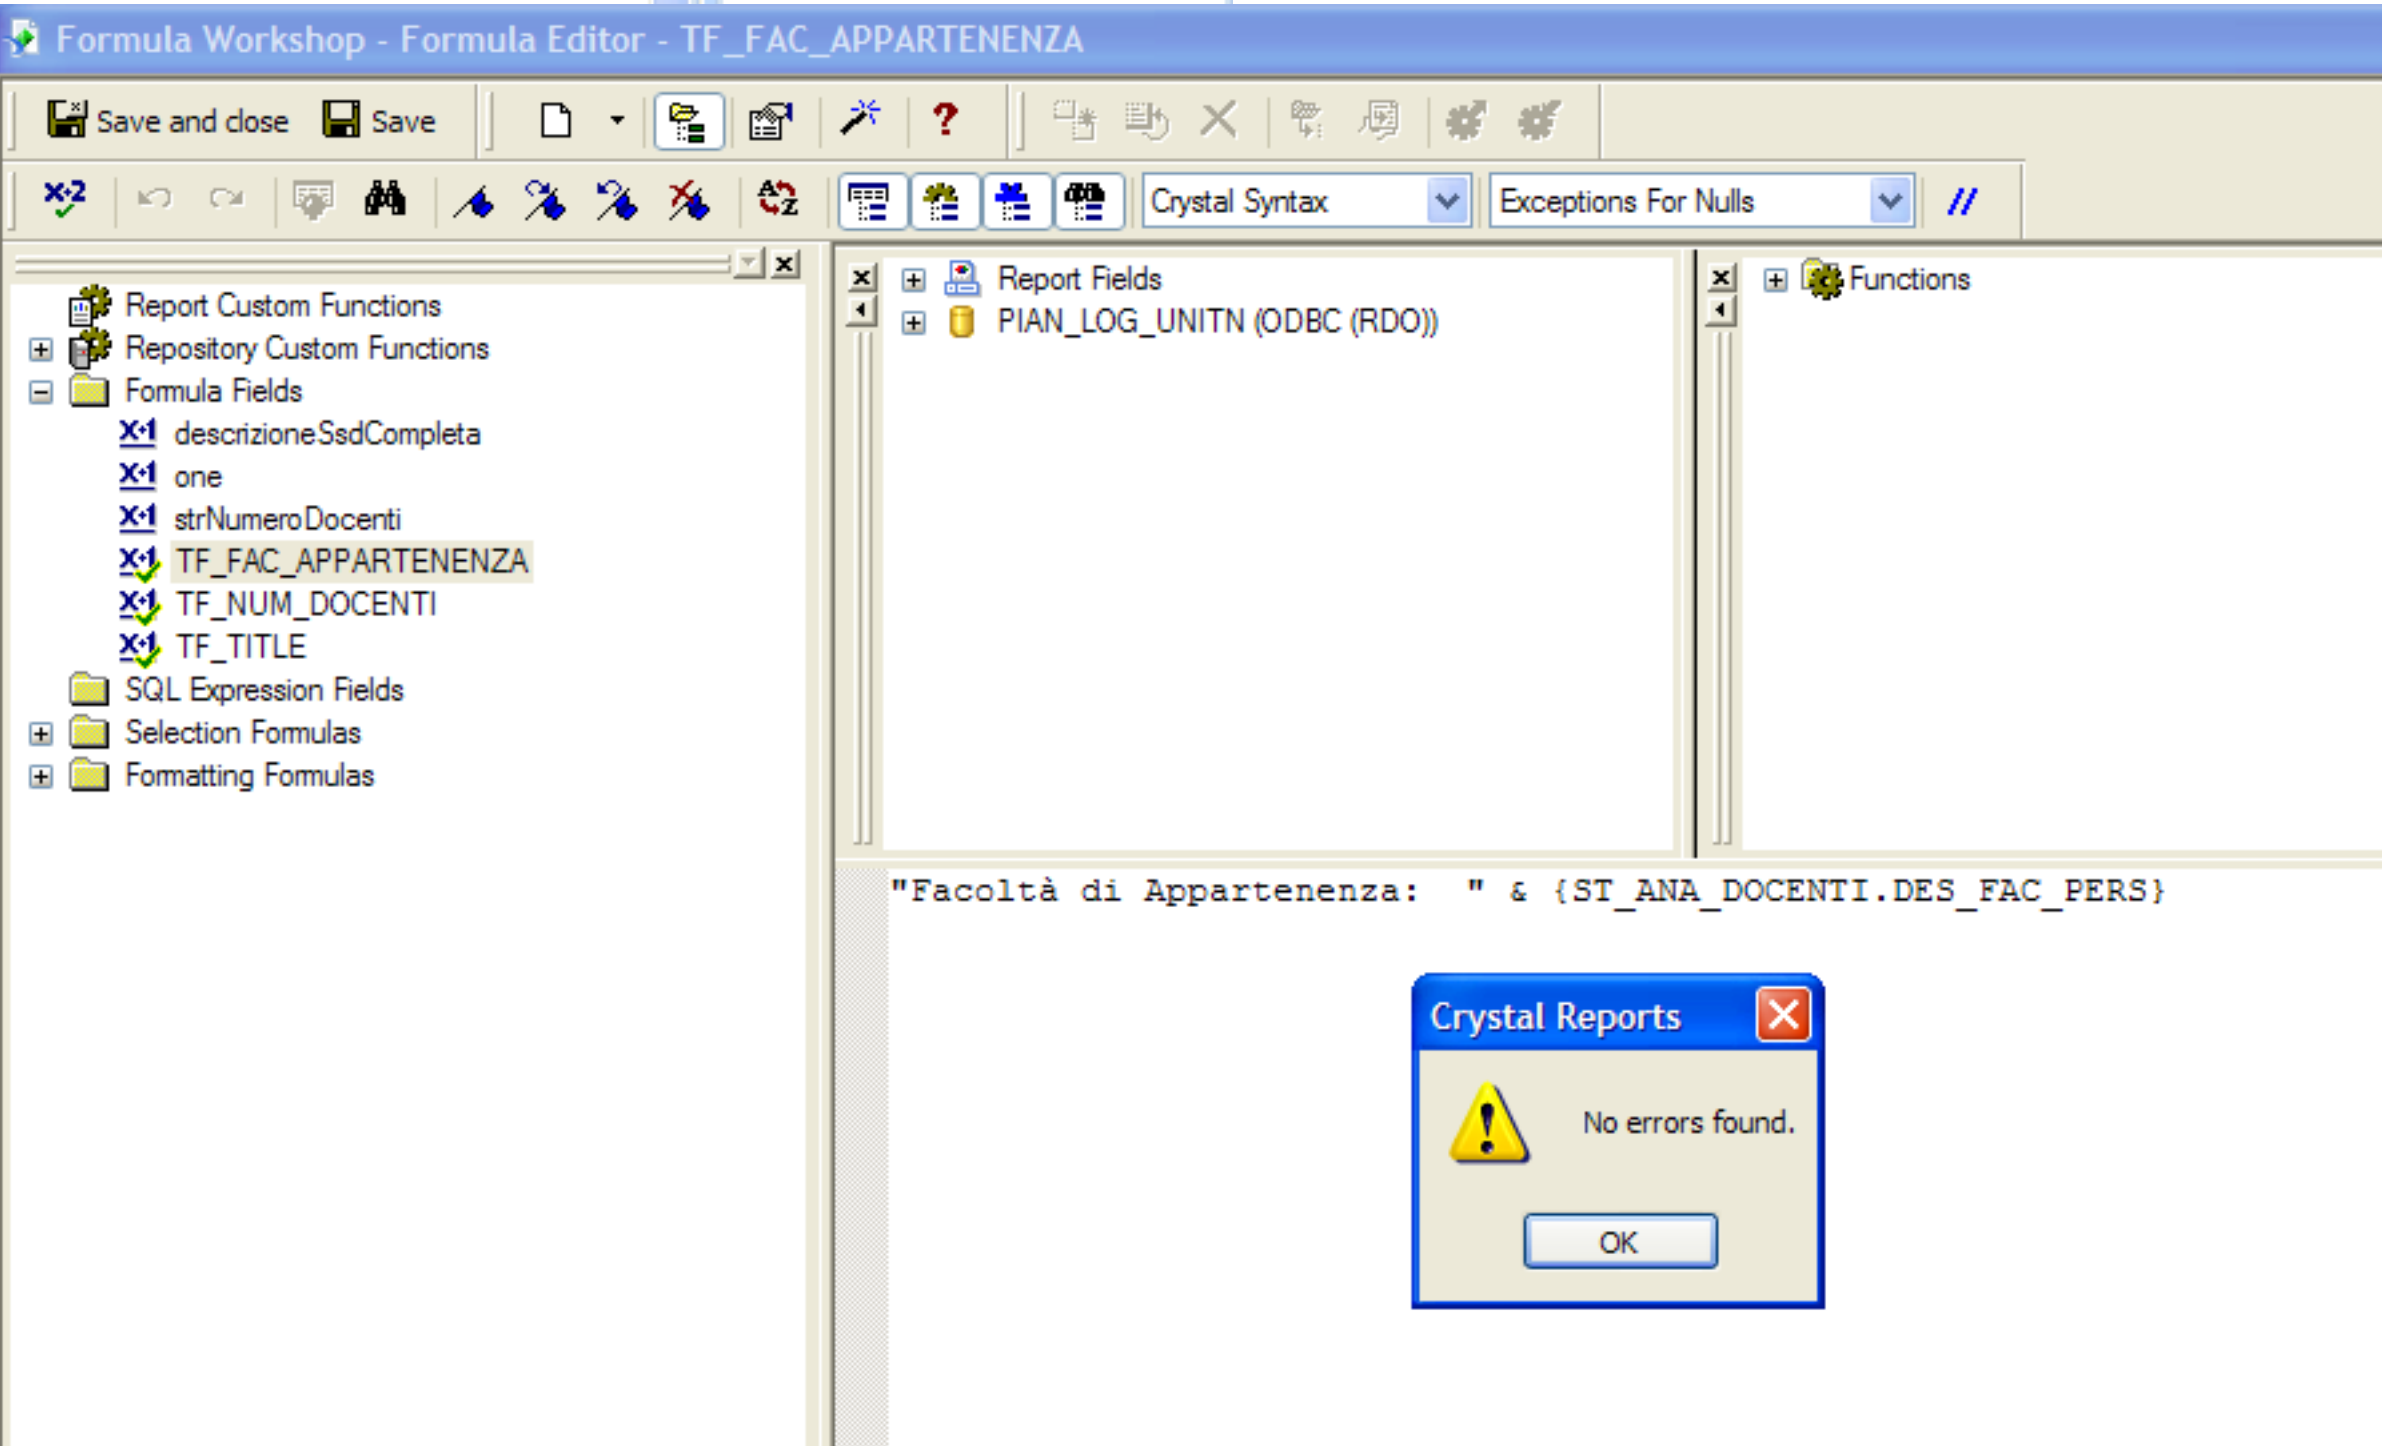 Formula Workshop - Formula Editor - TF_FAC_APPARTENENZA
Save and close Save
Crystal Syntax Exceptions For Nulls
Report Custom Functions
Repository Custom Functions
Formula Fields
descrizioneSsdCompleta
one
strNumeroDocenti
TF_FAC_APPARTENENZA
TF_NUM_DOCENTI
TF_TITLE
SQL Expression Fields
Selection Formulas
Formatting Formulas
Report Fields
PIAN_LOG_UNITN (ODBC (RDO))
Functions
"Facoltà di Appartenenza:  " & {ST_ANA_DOCENTI.DES_FAC_PERS}
Crystal Reports
No errors found.
OK